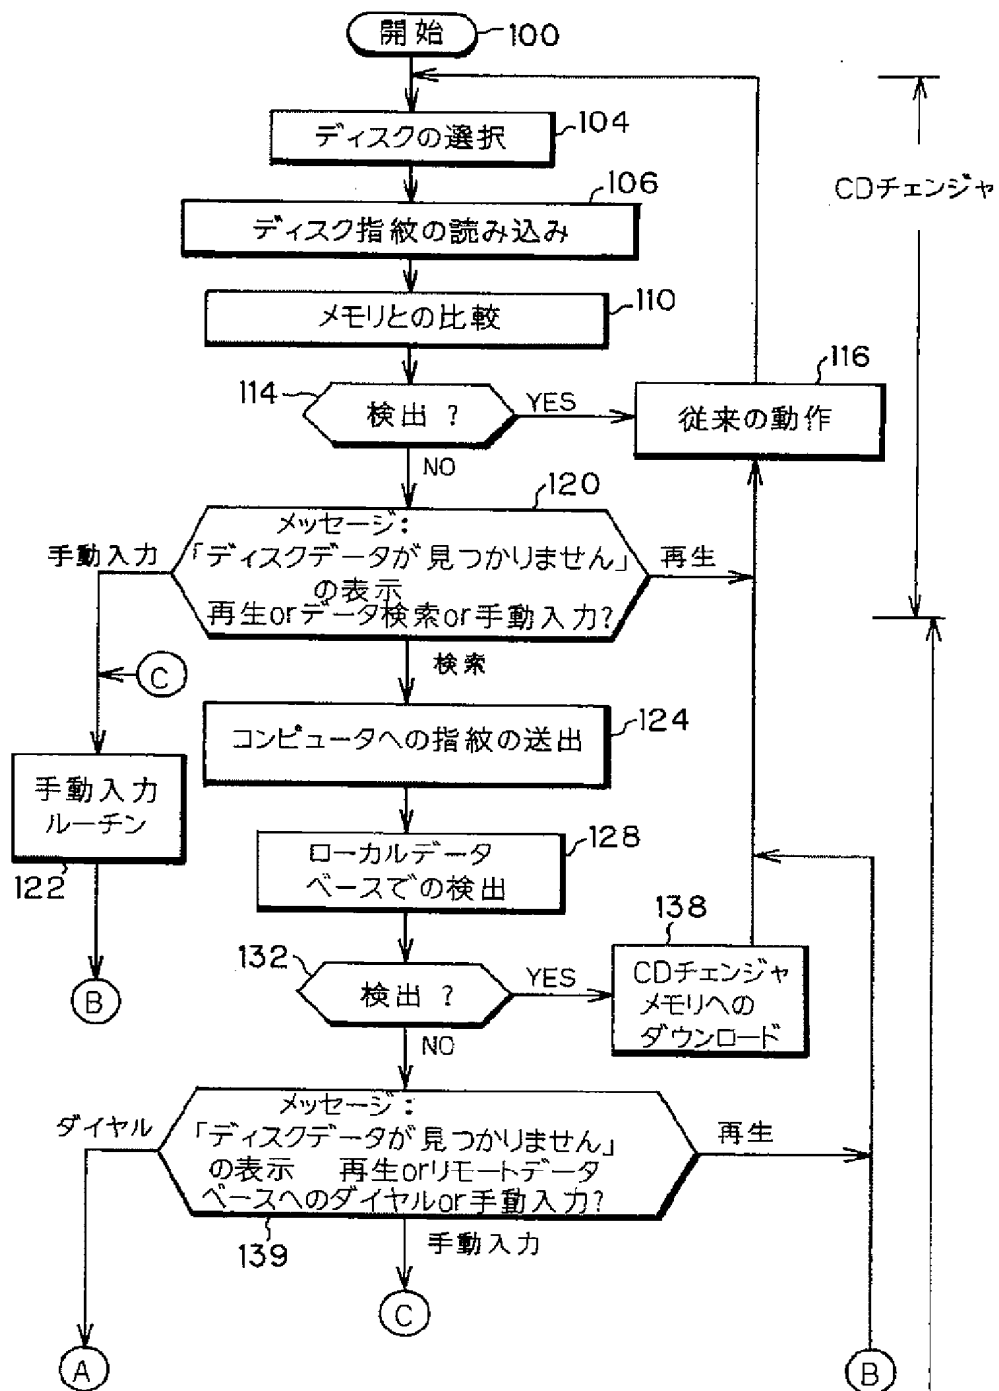 開始
100
ディスクの選択
104
CDチェンジャ
106
ディスク指紋の読み込み
メモリとの比較
110
114
検出 ?
YES
116
従来の動作
NO
120
メッセージ:
手動入力
「ディスクデータが見つかりません」
の表示
再生orデータ検索or手動入力?
再生
検索
C
コンピュータへの指紋の送出
124
手動入力
ルーチン
122
ローカルデータ
ベースでの検出
128
B
132
検出 ?
YES
138
CDチェンジャ
メモリへの
ダウンロード
NO
メッセージ:
ダイヤル
「ディスクデータが見つかりません」
の表示 再生orリモートデータ
ベースへのダイヤルor手動入力?
再生
139
手動入力
C
A
B